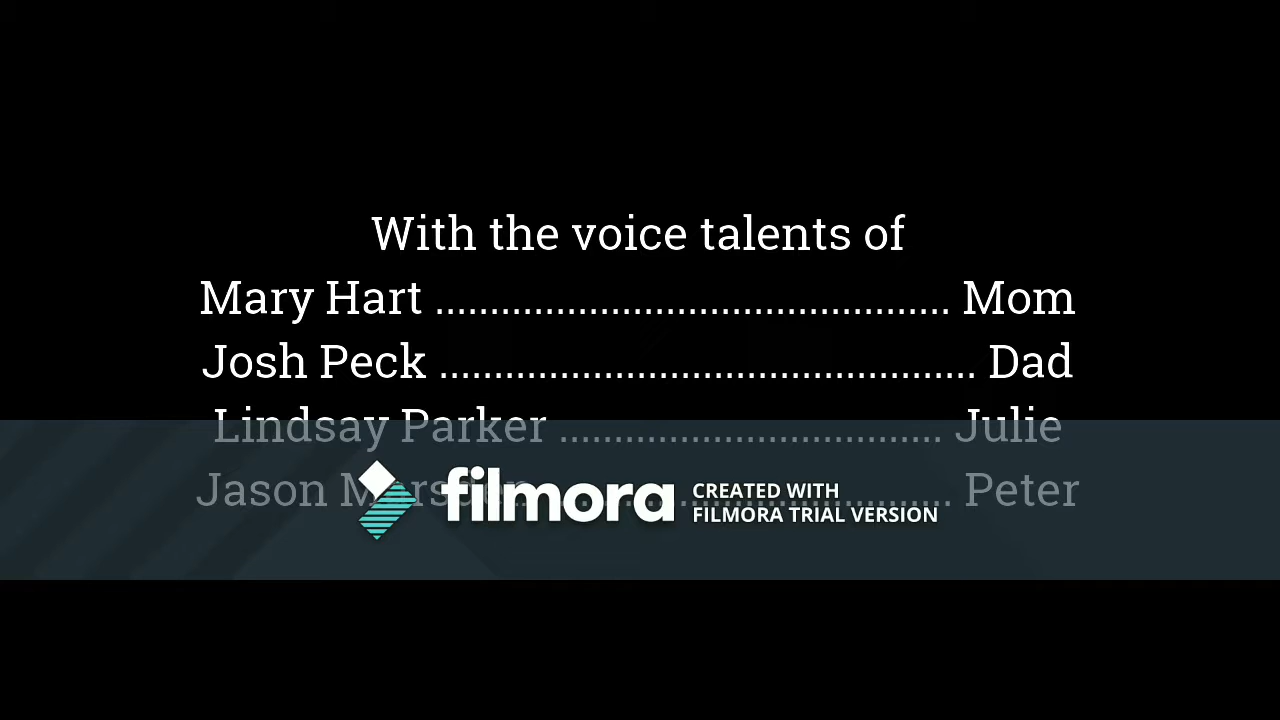 With the voice talents of
Mary Hart ............................................... Mom
Josh Peck ................................................. Dad
Lindsay Parker ................................... Julie
Jason Marsden .................................... Peter
filmora
CREATED WITH
FILMORA TRIAL VERSION